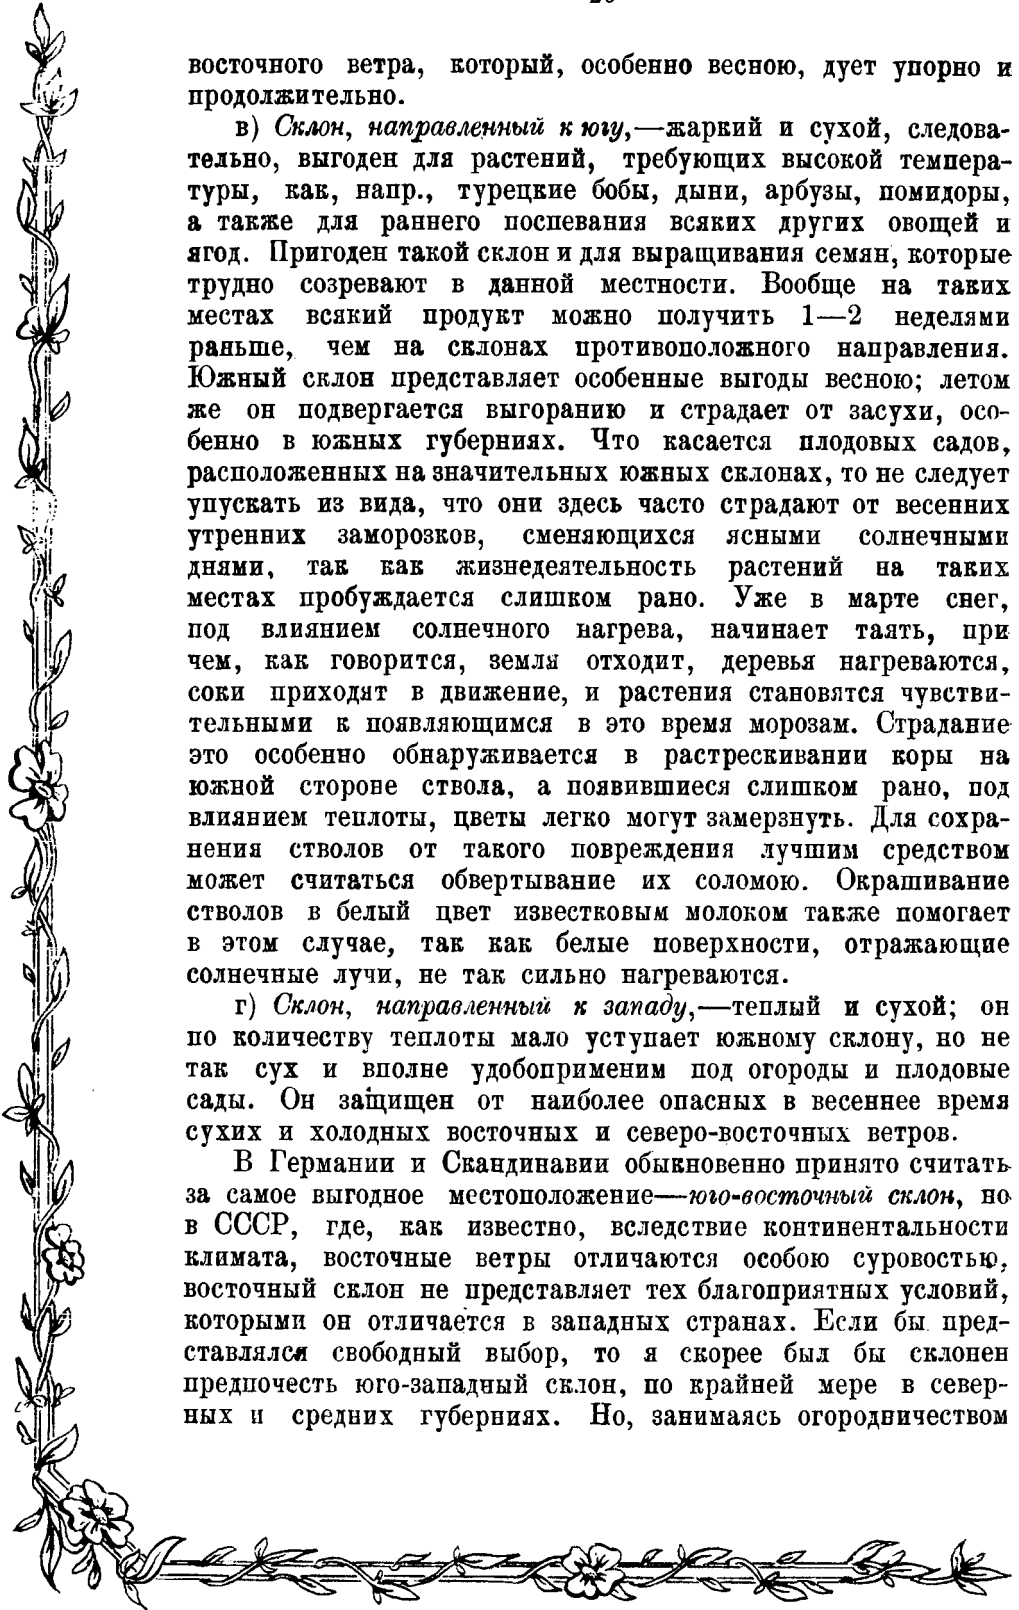 восточного ветра, который, особенно весною, дует упорно и
продолжительно.
в) Склон, направленный к югу,—жаркий и сухой, следова-
тельно, выгоден для растений, требующих высокой темпера-
туры, как, напр., турецкие бобы, дыни, арбузы, помидоры,
а также для раннего поспевания всяких других овощей и
ягод. Пригоден такой склон и для выращивания семян, которые
трудно созревают в данной местности. Вообще на таких
местах всякий продукт можно получить 1—2 неделями
раньше, чем на склонах противоположного направления.
Южный склон представляет особенные выгоды весною; летом
же он подвергается выгоранию и страдает от засухи, осо-
бенно в южных губерниях. Что касается плодовых садов,
расположенных на значительных южных склонах, то не следует
упускать из вида, что они здесь часто страдают от весенних
утренних заморозков, сменяющихся ясными солнечными
днями, так как жизнедеятельность растений на таких
местах пробуждается слишком рано. Уже в марте снег,
под влиянием солнечного нагрева, начинает таять, при
чем, как говорится, земля отходит, деревья нагреваются,
соки приходят в движение, и растения становятся чувстви-
тельными к появляющимся в это время морозам. Страдание
это особенно обнаруживается в растрескивании коры на
южной стороне ствола, а появившиеся слишком рано, под
влиянием теплоты, цветы легко могут замерзнуть. Для сохра-
нения стволов от такого повреждения лучшим средством
может считаться обвертывание их соломою. Окрашивание
стволов в белый цвет известковым молоком также помогает
в этом случае, так как белые поверхности, отражающие
солнечные лучи, не так сильно нагреваются.
г) Склон, направленный к западу,—теплый и сухой; он
по количеству теплоты мало уступает южному склону, но не
так сух и вполне удобоприменим под огороды и плодовые
сады. Он защищен от наиболее опасных в весеннее время
сухих и холодных восточных и северо-восточных ветров.
В Германии и Скандинавии обыкновенно принято считать
за самое выгодное местоположение—юго-восточный склон, но
в СССР, где, как известно, вследствие континентальности
климата, восточные ветры отличаются особою суровостью,
восточный склон не представляет тех благоприятных условий,
которыми он отличается в западных странах. Если бы пред-
ставлялся свободный выбор, то я скорее был бы склонен
предпочесть юго-западный склон, по крайней мере в север-
ных и средних губерниях. Но, занимаясь огородничеством